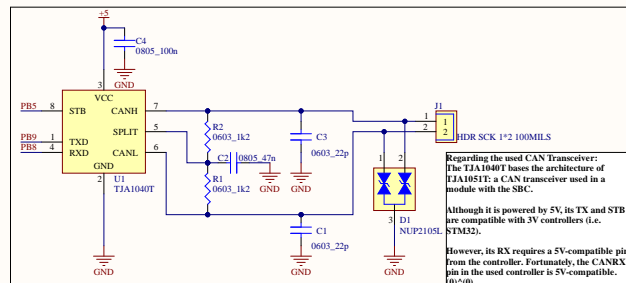 +5
C4
0805_100n
GND
3
VCC
PB5 8 STB CANH 7
SPLIT 5
PB9 1 TXD
PB8 4 RXD CANL 6
GND
2
U1
TJA1040T
GND
R2
0603_1k2
C2 0805_47n
GND
R1
0603_1k2
C3
0603_22p
GND
C1
0603_22p
GND
J1
1 1
2 2
HDR SCK 1*2 100MILS
1 2
3
D1
NUP2105L
GND
Regarding the used CAN Transceiver:
The TJA1040T bases the architecture of
TJA1051T: a CAN transceiver used in a
module with the SBC.
Although it is powered by 5V, its TX and STB
are compatible with 3V controllers (i.e.
STM32).
However, its RX requires a 5V-compatible pin
from the controller. Fortunately, the CANRX
pin in the used controller is 5V-compatible.